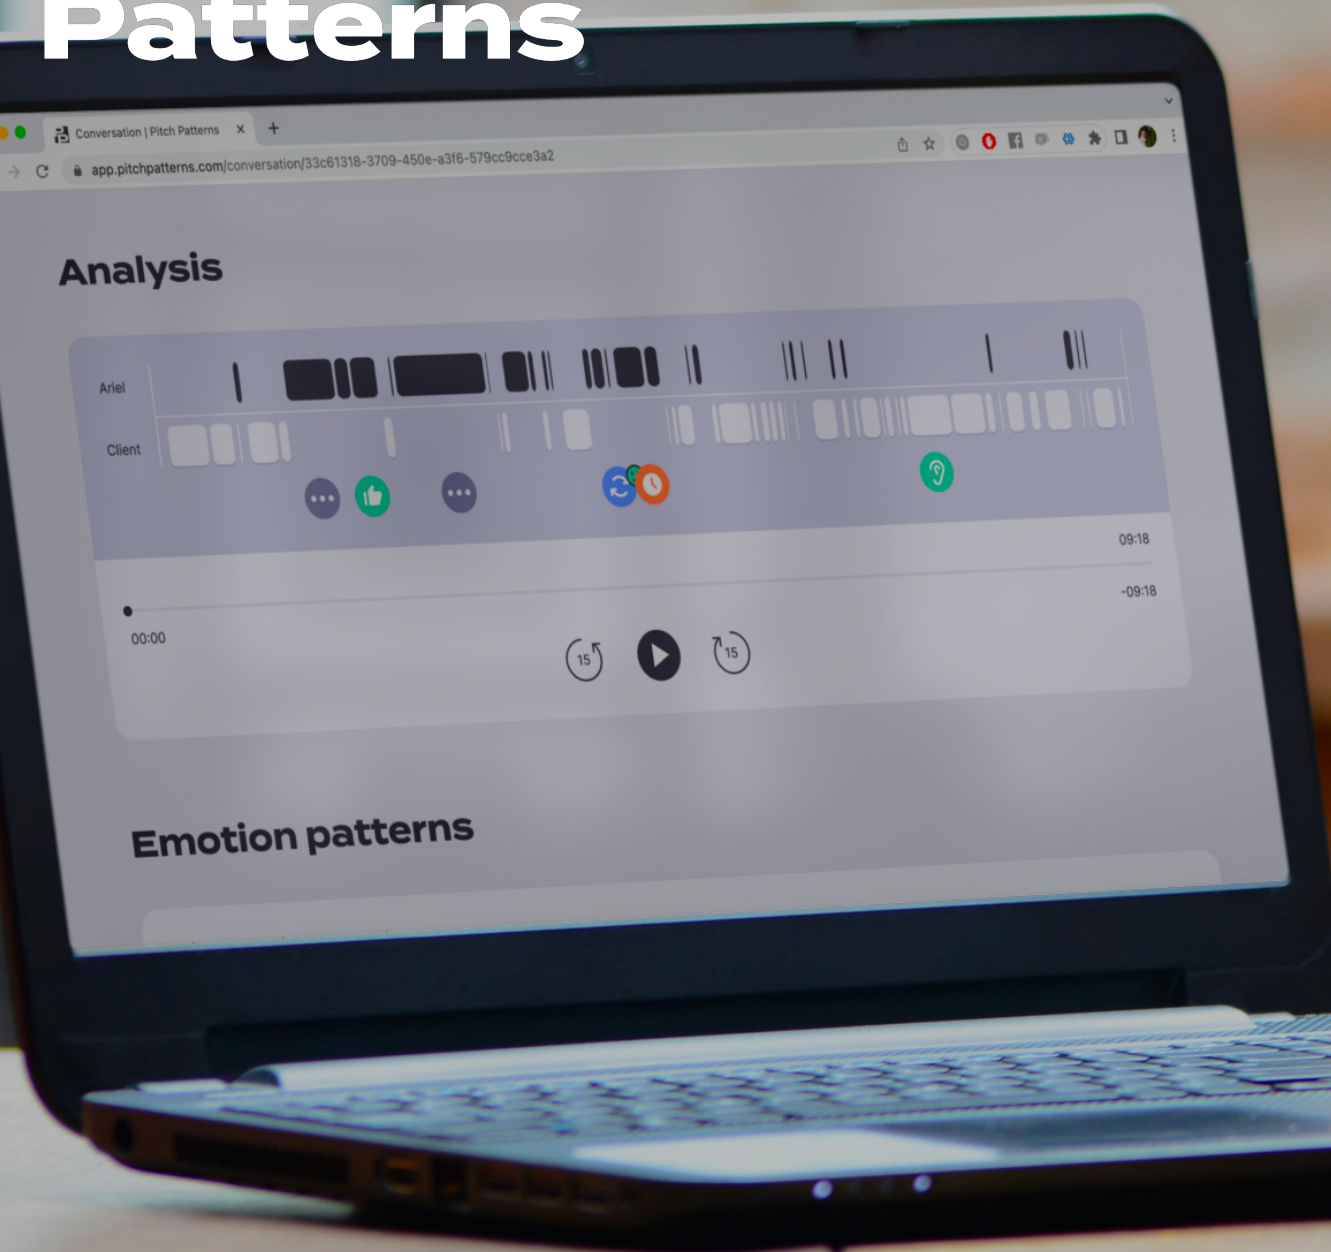 Patterns
Conversation | Pitch Patterns
app.pitchpatterns.com/conversation/33c61318-3709-450e-a3f6-579cc9cce3a2
Analysis
Ariel
Client
09:18
00:00
-09:18
15
15
Emotion patterns